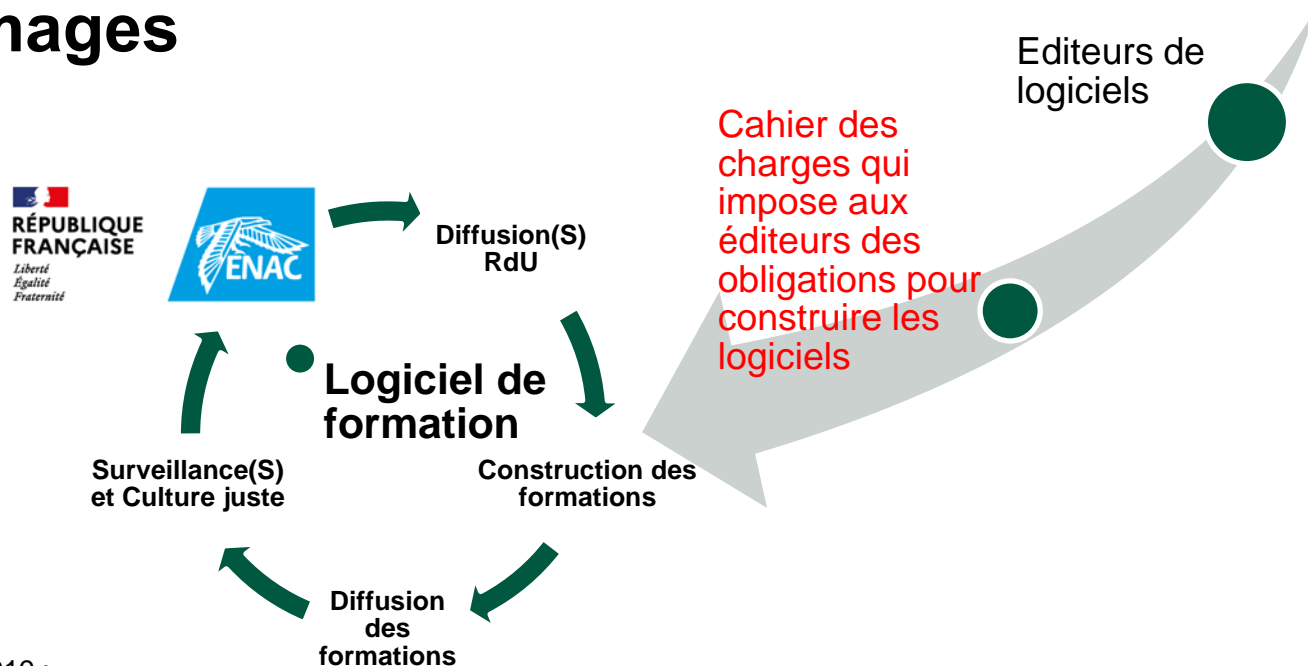 nages
Editeurs de
logiciels
Cahier des
charges qui
impose aux
éditeurs des
obligations pour
construire les
logiciels
RÉPUBLIQUE
FRANÇAISE
Liberté
Égalité
Fraternité
ENAC
Diffusion(S)
RdU
Logiciel de
formation
Surveillance(S)
et Culture juste
Construction des
formations
Diffusion
des
formations